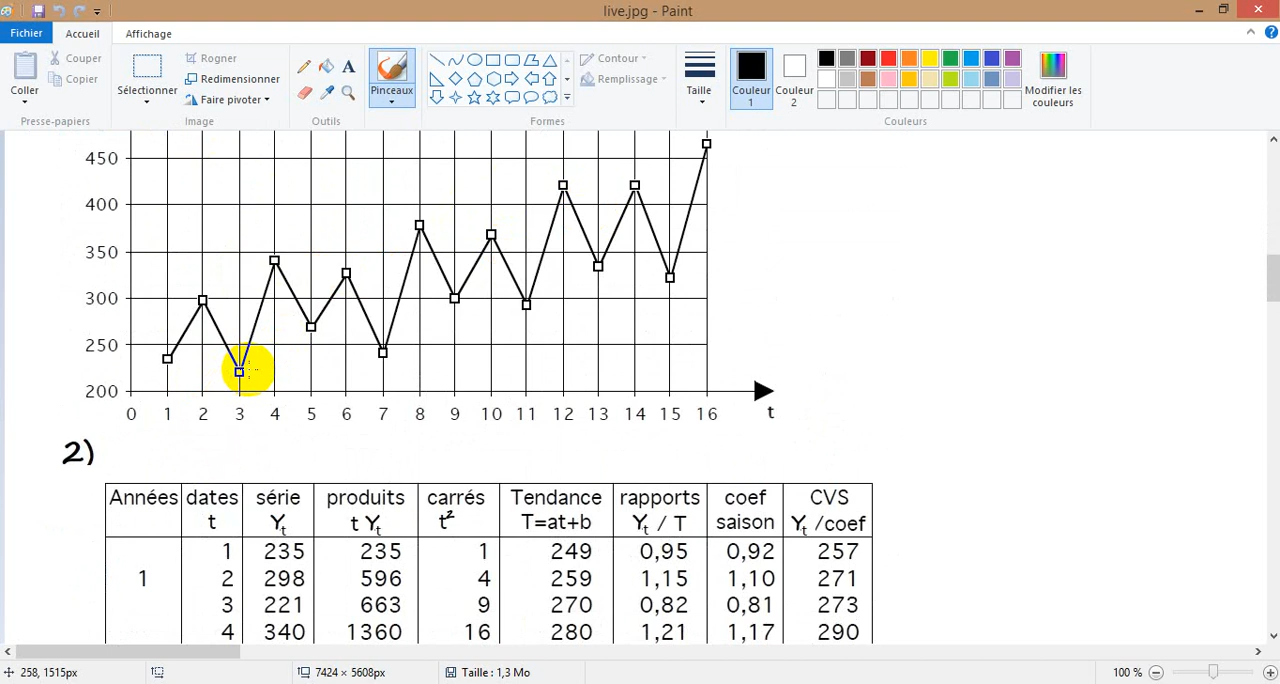 live.jpg - Paint
Fichier Accueil Affichage
Coller
Couper
Copier
Presse-papiers
Sélectionner
Rogner
Redimensionner
Faire pivoter
Image
A
Outils
Pinceaux
Contour
Remplissage
Formes
Taille
Couleur 1
Couleur 2
Modifier les couleurs
Couleurs
450
400
350
300
250
200
0 1 2 3 4 5 6 7 8 9 10 11 12 13 14 15 16 t
2)
Années dates série produits carrés Tendance rapports coef CVS
t Yt t Yt t² T=at+b Yt / T saison Yt /coef
1 235 235 1 249 0,95 0,92 257
1 2 298 596 4 259 1,15 1,10 271
3 221 663 9 270 0,82 0,81 273
4 340 1360 16 280 1,21 1,17 290
258, 1515px 7424 × 5608px Taille : 1,3 Mo 100 %